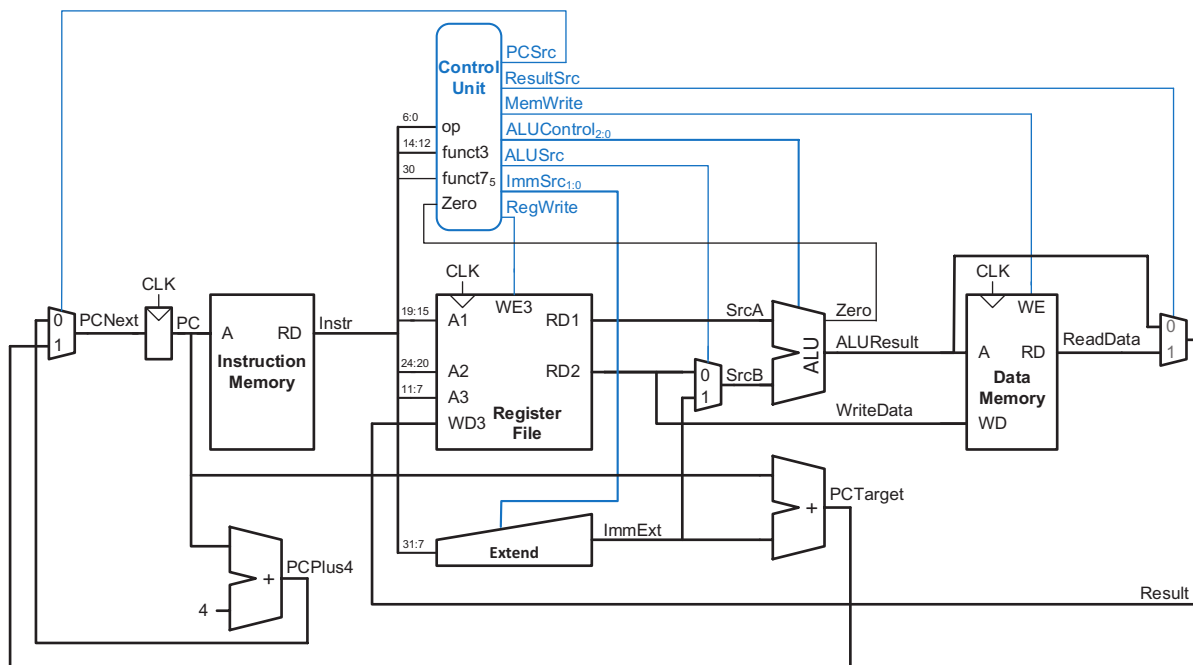 PCSrc
Control
Unit
ResultSrc
MemWrite
6:0
op
ALUControl2:0
14:12
funct3
ALUSrc
30
funct75
ImmSrc1:0
Zero
RegWrite
CLK
CLK
CLK
0
1
PCNext
PC
A
RD
Instruction
Memory
Instr
19:15
A1
WE3
RD1
SrcA
Zero
WE
24:20
A2
RD2
0
1
SrcB
ALU
ALUResult
A
RD
ReadData
0
1
11:7
A3
Data
Memory
WD3
Register
File
WriteData
WD
PCTarget
+
31:7
Extend
ImmExt
PCPlus4
+
4
Result